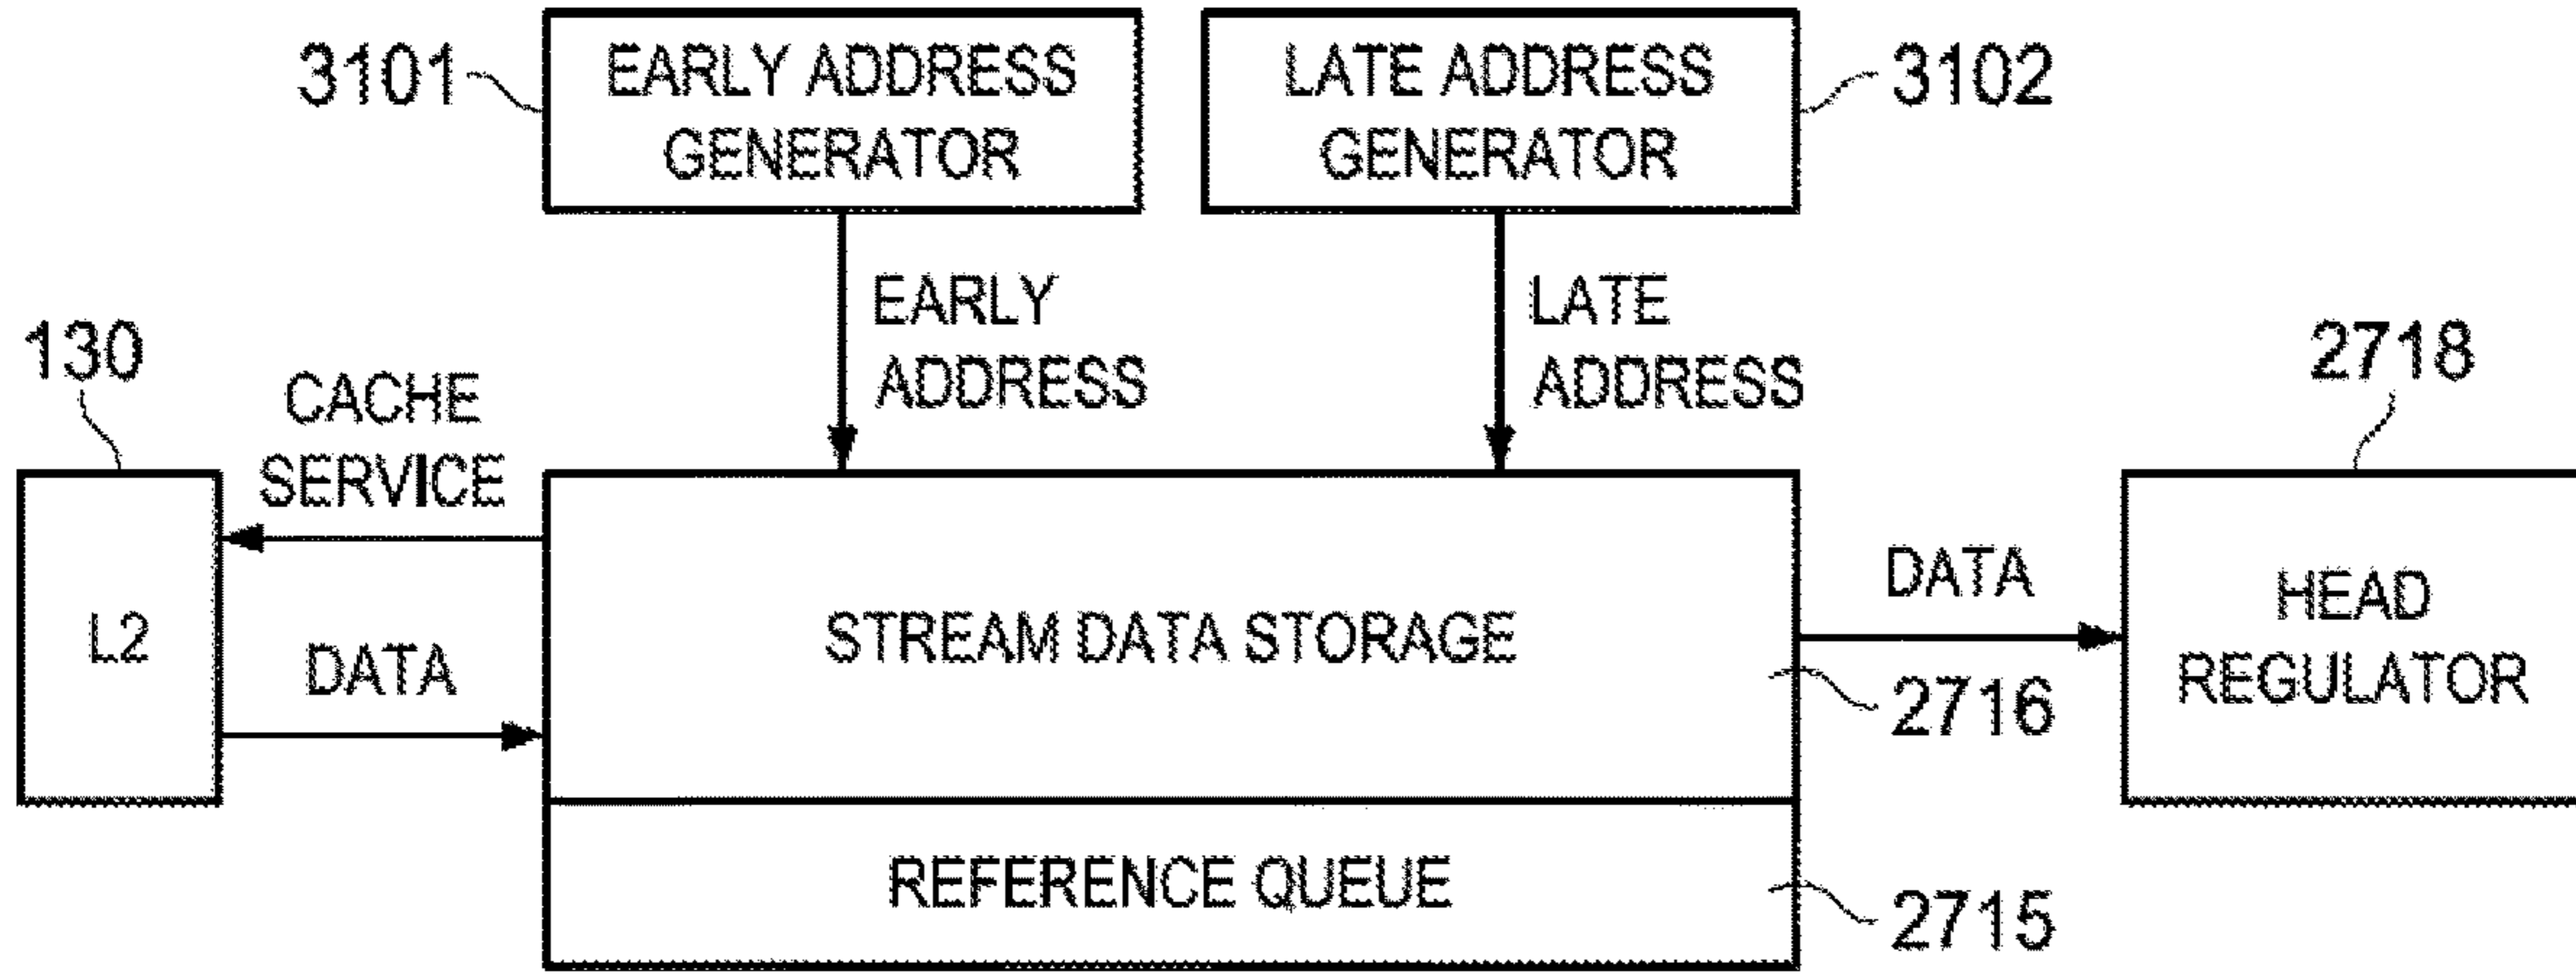 3101
EARLY ADDRESS
GENERATOR
LATE ADDRESS
GENERATOR
3102
EARLY
ADDRESS
LATE
ADDRESS
130
CACHE
SERVICE
2718
L2
DATA
STREAM DATA STORAGE
DATA
HEAD
REGULATOR
2716
REFERENCE QUEUE
2715